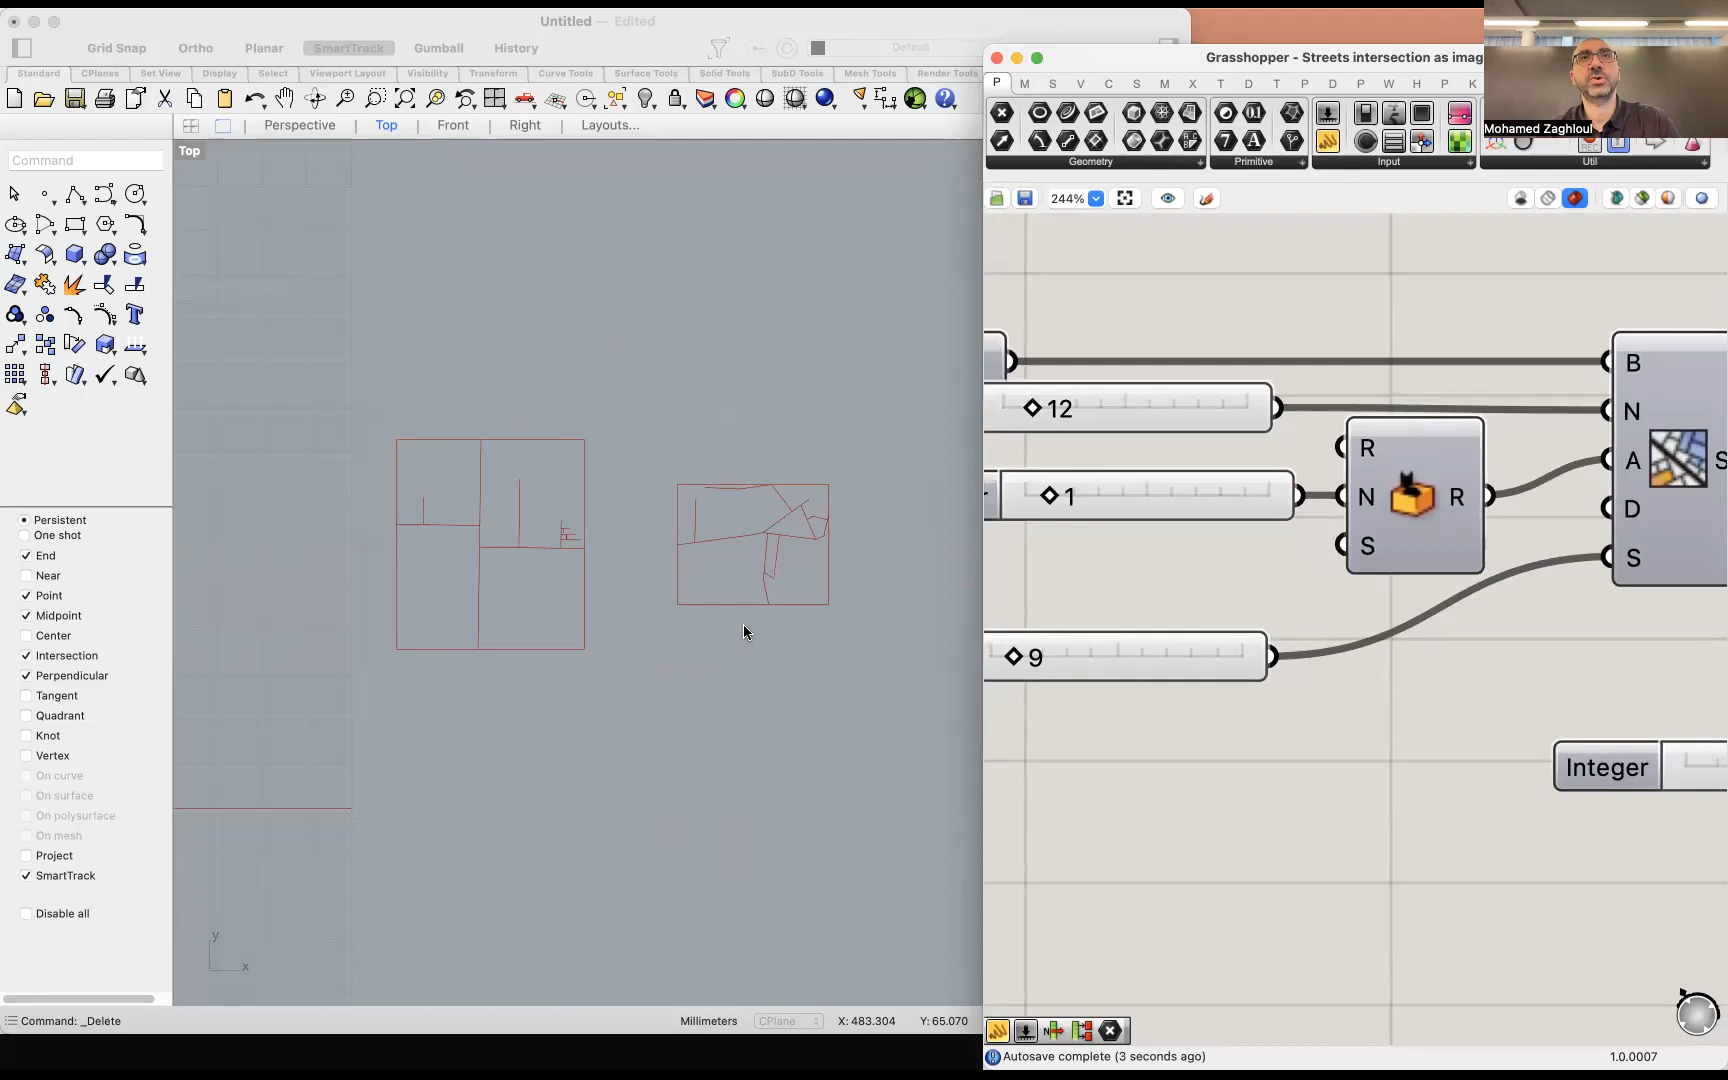 Untitled — Edited
Grid Snap Ortho Planar SmartTrack Gumball History Default
Standard CPlanes Set View Display Select Viewport Layout Visibility Transform Curve Tools Surface Tools Solid Tools SubD Tools Mesh Tools Render Tools
Perspective Top Front Right Layouts...
Command
Top
Persistent
One shot
End
Near
Point
Midpoint
Center
Intersection
Perpendicular
Tangent
Quadrant
Knot
Vertex
On curve
On surface
On polysurface
On mesh
Project
SmartTrack
Disable all
y
x
Command: _Delete
Millimeters CPlane X: 483.304 Y: 65.070
Grasshopper - Streets intersection as imag
P M S V C S M X T D T P D W H P K
Geometry Primitive Input Util
244%
12
1
9
R
N
S
R
B
N
A
D
S
S
Integer
Autosave complete (3 seconds ago)
1.0.0007
Mohamed Zaghloul